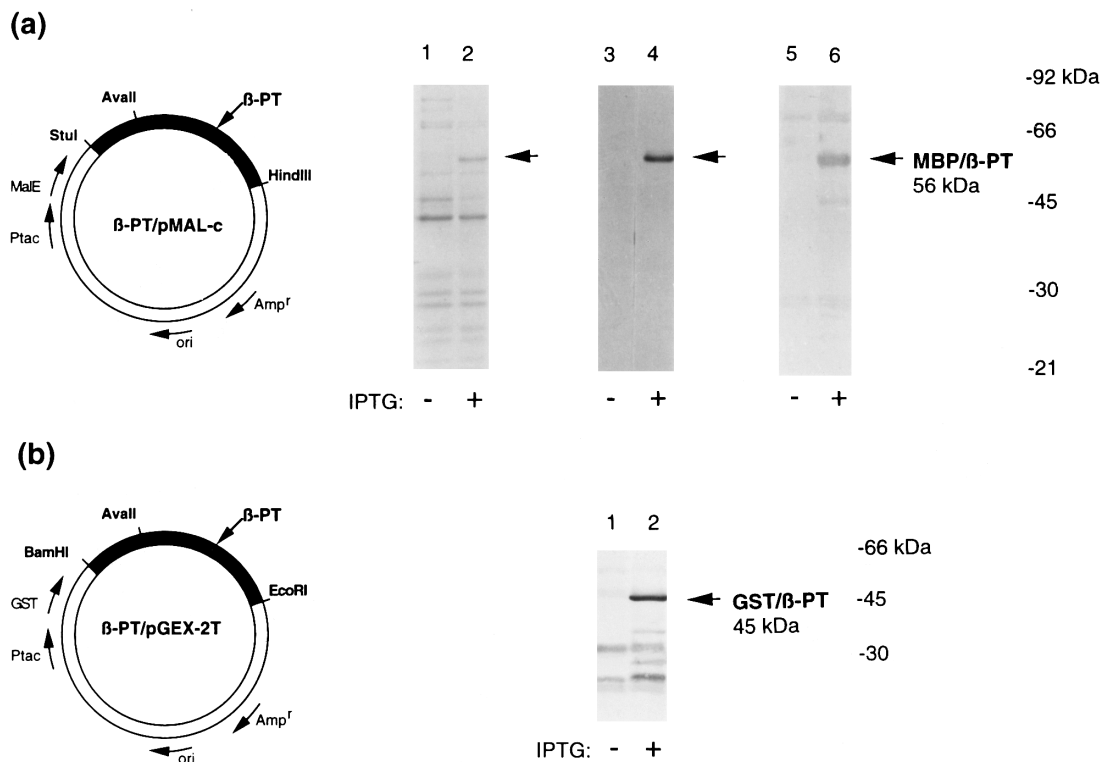 (a)
AvaII
ß-PT
StuI
HindIII
MalE
Ptac
ß-PT/pMAL-c
Ampr
ori
1 2
3 4
5 6
-92 kDa
-66
MBP/ß-PT
56 kDa
-45
-30
-21
IPTG: - +
- +
- +
(b)
AvaII
ß-PT
BamHI
EcoRI
GST
Ptac
ß-PT/pGEX-2T
Ampr
ori
1 2
-66 kDa
GST/ß-PT
45 kDa
-45
-30
IPTG: - +